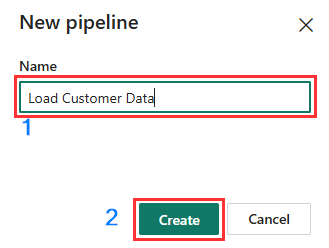 New pipeline
Name
Load Customer Data
1
2 Create Cancel